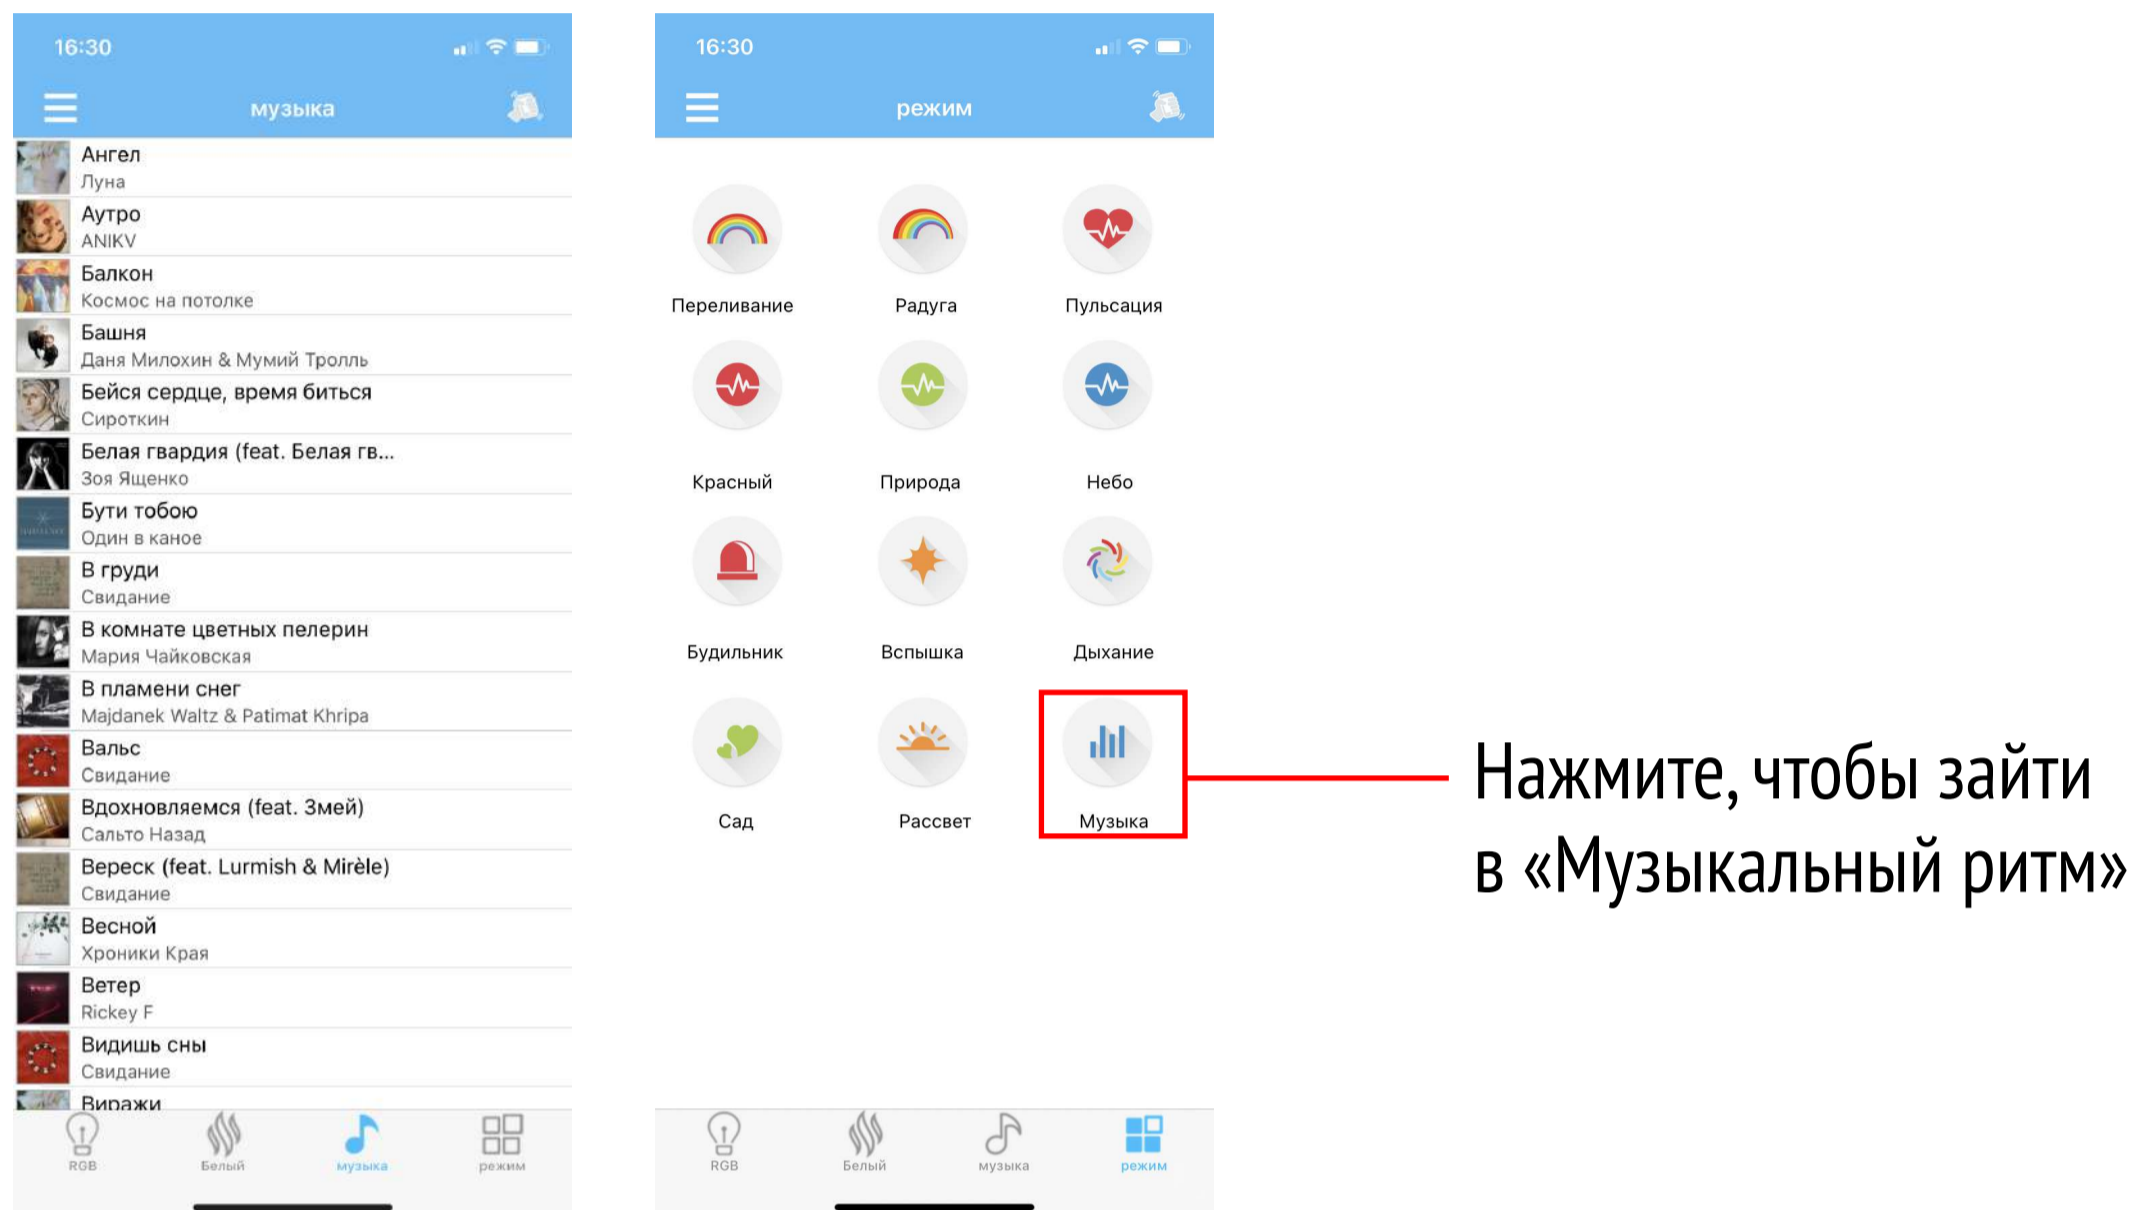 16:30
музыка
Ангел
Луна
Аутро
ANIKV
Балкон
Космос на потолке
Башня
Даня Милохин & Мумий Тролль
Бейся сердце, время биться
Сироткин
Белая гвардия (feat. Белая гв...
Зоя Ященко
Бути тобою
Один в каное
В груди
Свидание
В комнате цветных пелерин
Мария Чайковская
В пламени снег
Majdanek Waltz & Patimat Khripa
Вальс
Свидание
Вдохновляемся (feat. Змей)
Сальто Назад
Вереск (feat. Lurmish & Mirèle)
Свидание
Весной
Хроники Края
Ветер
Rickey F
Видишь сны
Свидание
Виражи
RGB
Белый
музыка
режим
16:30
режим
Переливание
Радуга
Пульсация
Красный
Природа
Небо
Будильник
Вспышка
Дыхание
Сад
Рассвет
Музыка
RGB
Белый
музыка
режим
Нажмите, чтобы зайти
в «Музыкальный ритм»